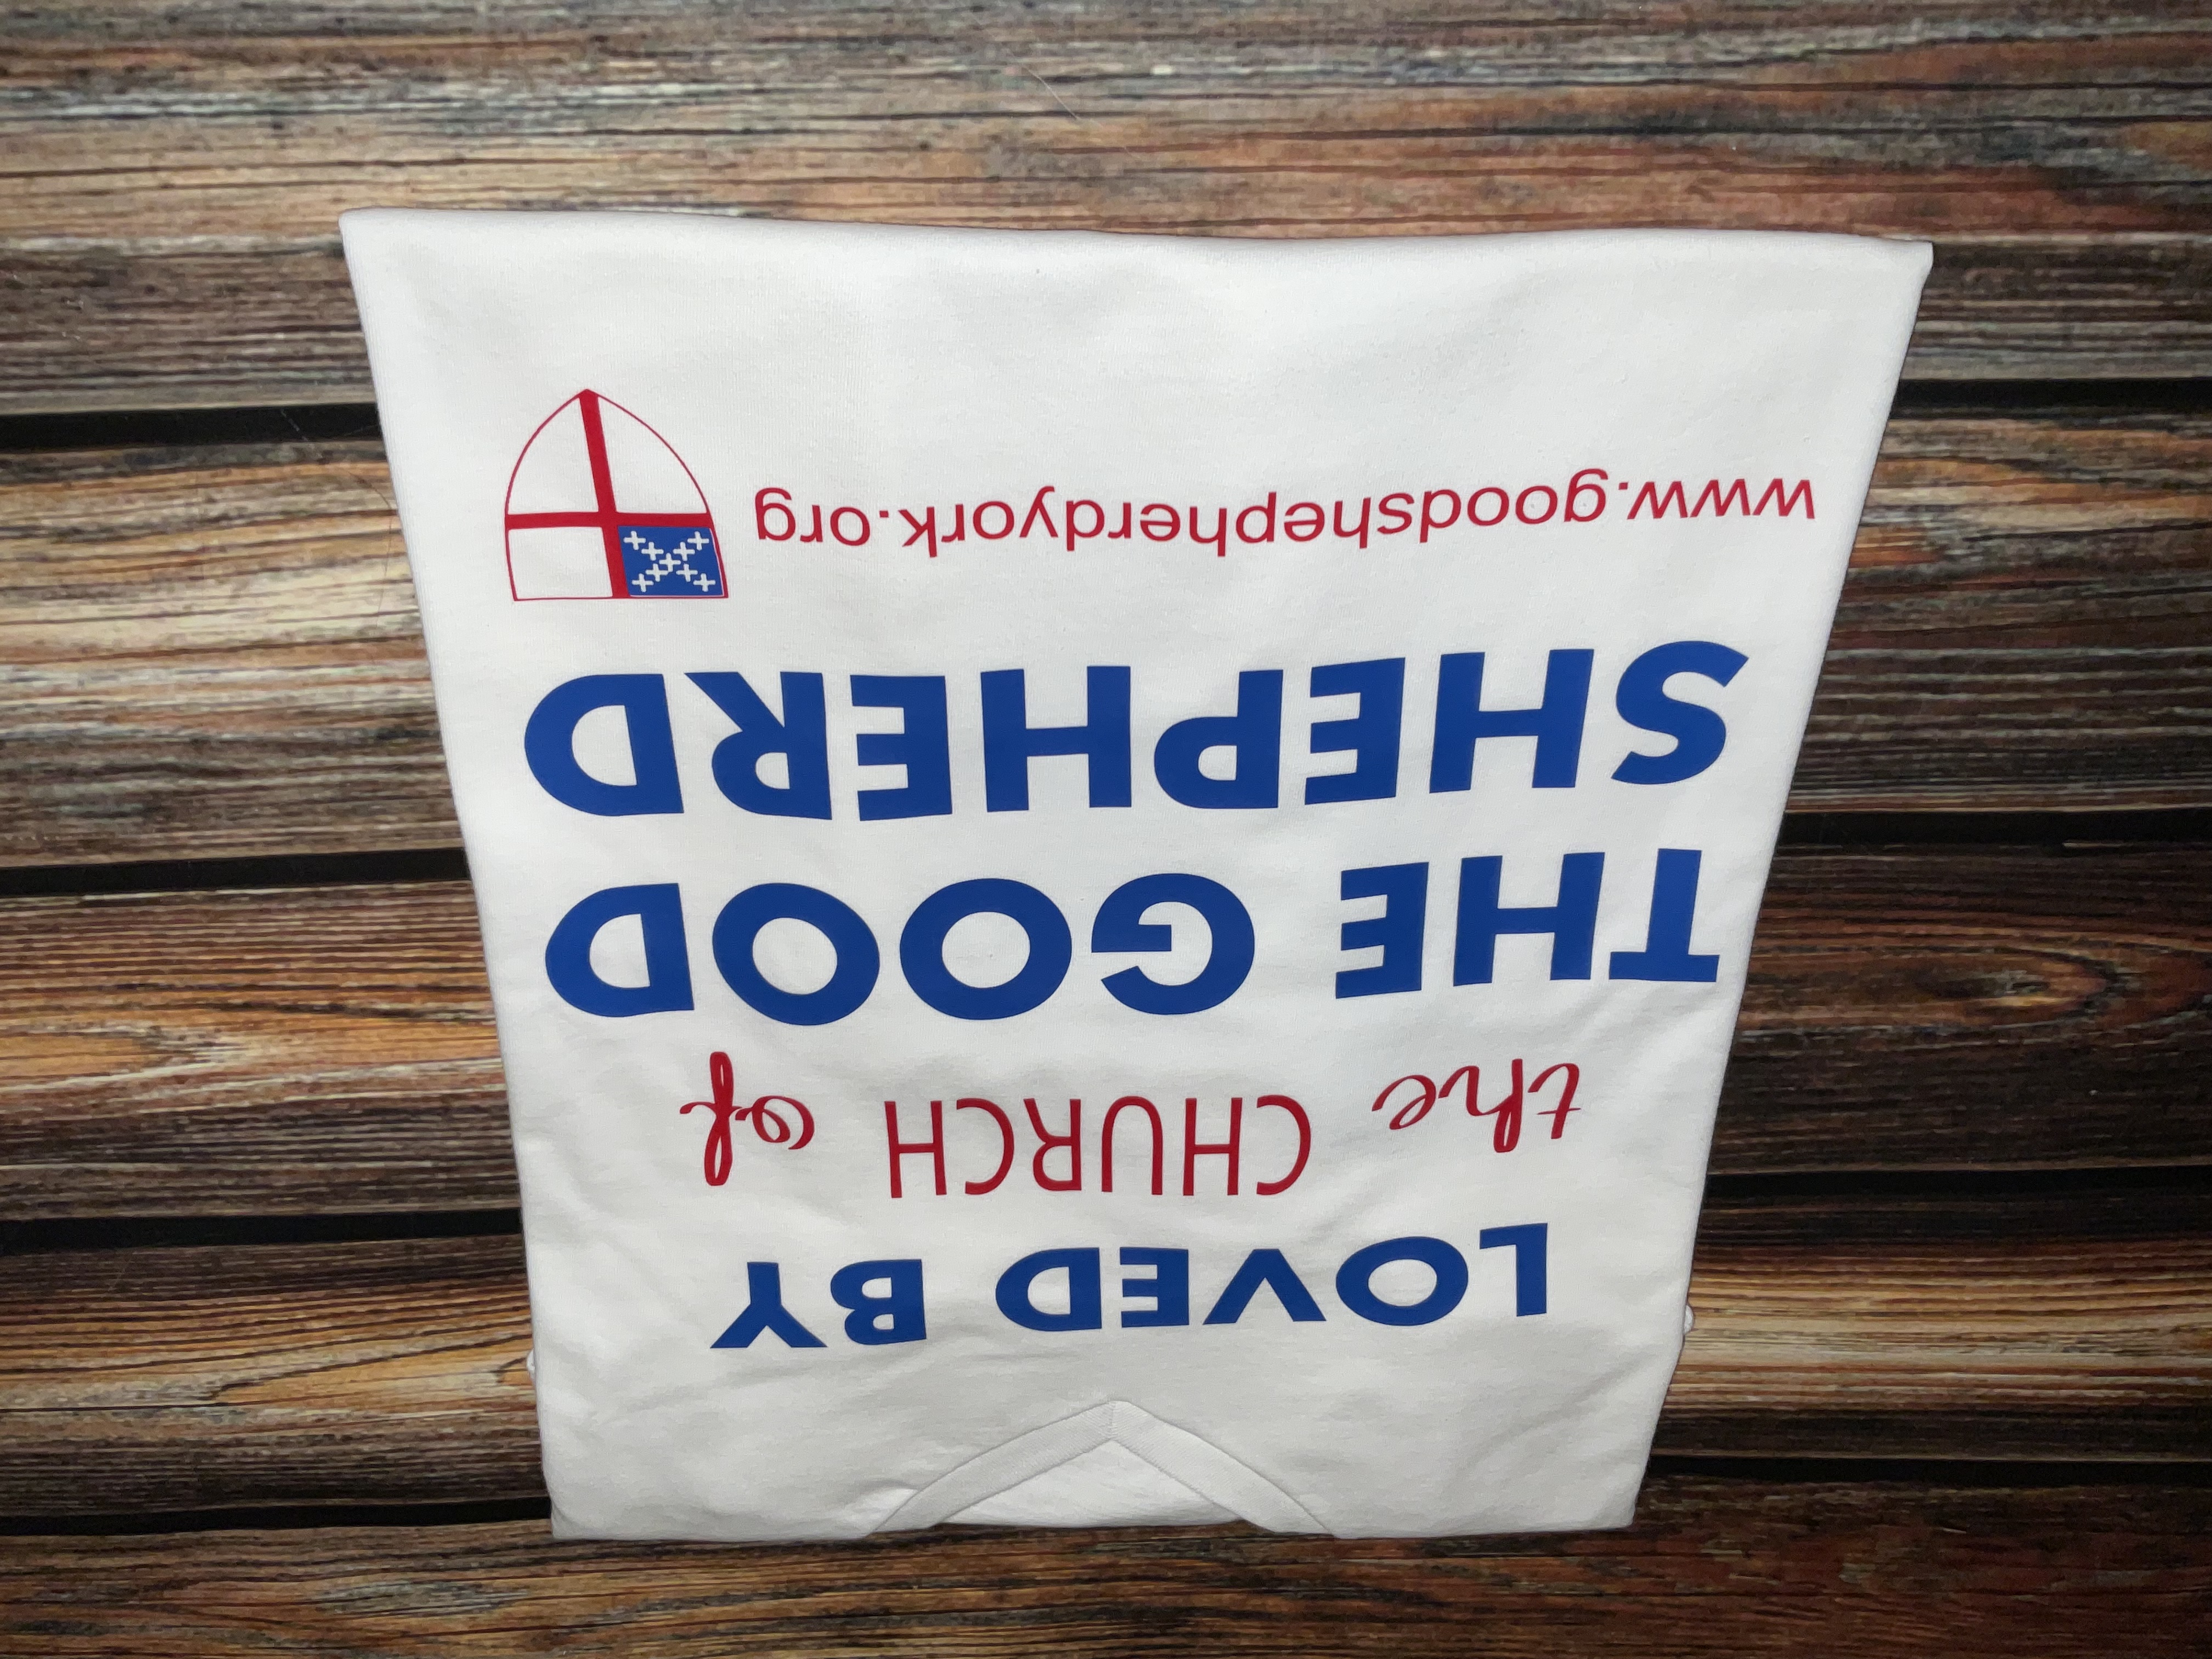 LOVED BY
the CHURCH of
THE GOOD
SHEPHERD
www.goodshepherdyork.org